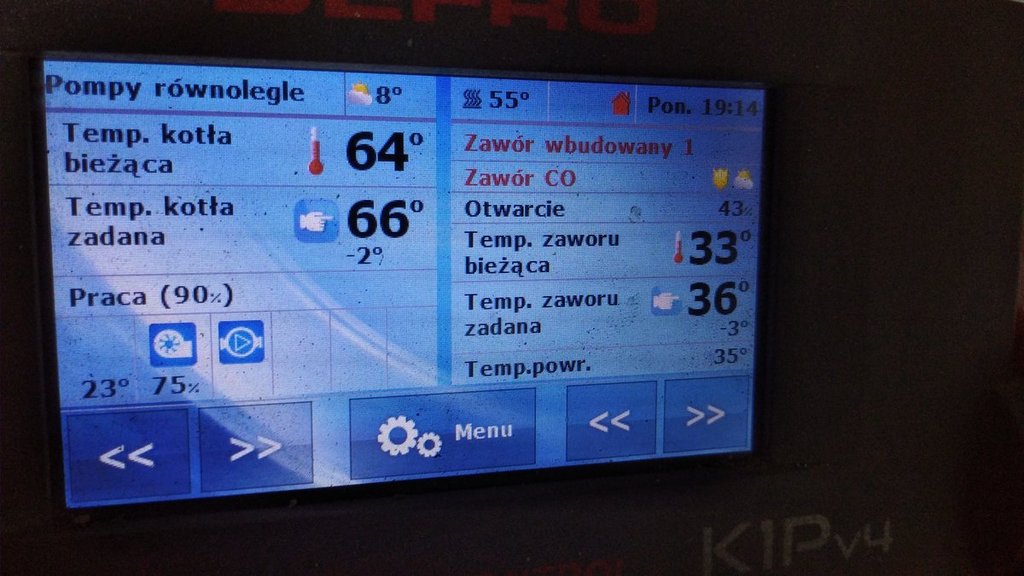 DEFRO
Pompy równolegle
8°
55°
Pon. 19:14
Temp. kotła
bieżąca
64°
Temp. kotła
zadana
66°
-2°
Praca (90%)
23°
75%
Zawór wbudowany 1
Zawór CO
Otwarcie
43%
Temp. zaworu
bieżąca
33°
Temp. zaworu
zadana
36°
-3°
Temp.powr.
35°
<<
>>
Menu
<<
>>
K1Pv4